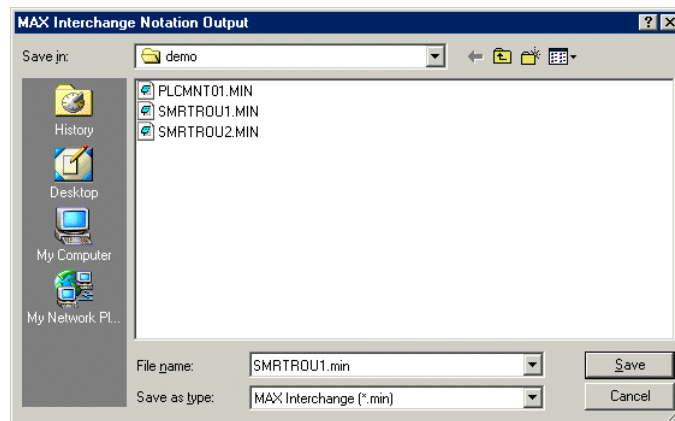 MAX Interchange Notation Output
Save in:
demo
PLCMNT01.MIN
SMRTROU1.MIN
SMRTROU2.MIN
History
Desktop
My Computer
My Network Pl...
File name:
SMRTROU1.min
Save
Save as type:
MAX Interchange (*.min)
Cancel